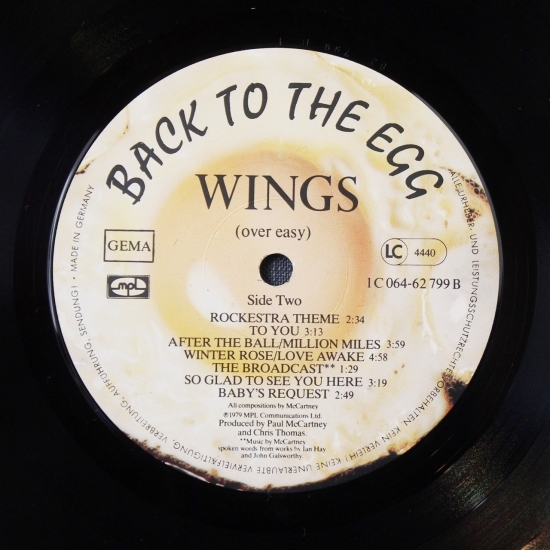 BACK TO THE EGG
WINGS
(over easy)
GEMA
LC 4440
mpl
1C 064-62 799 B
Side Two
ROCKESTRA THEME 2:34
TO YOU 3:13
AFTER THE BALL/MILLION MILES 3:59
WINTER ROSE/LOVE AWAKE 4:58
THE BROADCAST** 1:29
SO GLAD TO SEE YOU HERE 3:19
BABY'S REQUEST 2:49
All compositions by McCartney
℗1979 MPL Communications Ltd.
Produced by Paul McCartney
and Chris Thomas.
**Music by McCartney
spoken words from works by Ian Hay
and John Galsworthy.
ALLE URHEBER- UND LEISTUNGSSCHUTZRECHTE VORBEHALTEN. KEIN VERLEIH! KEINE UNERLAUBTE VERVIELFÄLTIGUNG, VERBREITUNG, AUFFÜHRUNG, SENDUNG! • MADE IN GERMANY